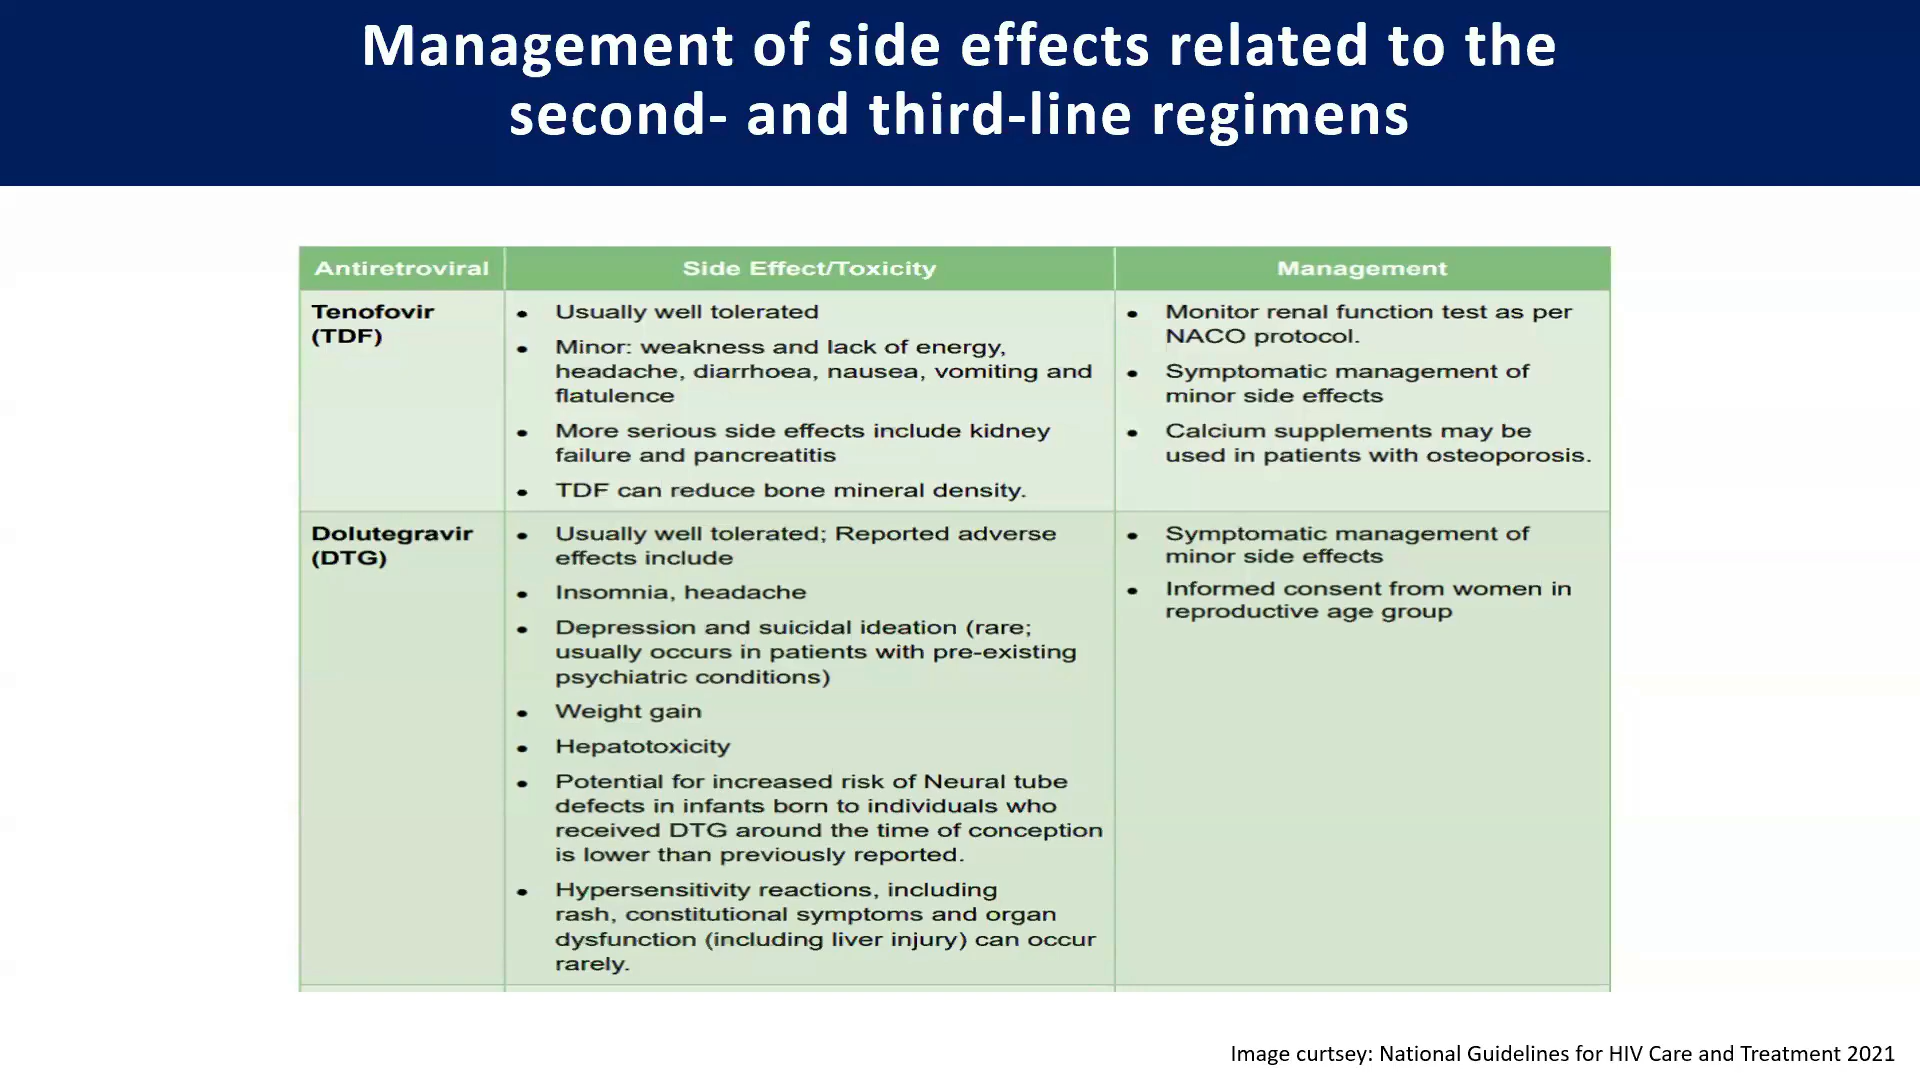 Management of side effects related to the
second- and third-line regimens
Antiretroviral
Side Effect/Toxicity
Management
Tenofovir
(TDF)
• Usually well tolerated
• Minor: weakness and lack of energy,
headache, diarrhoea, nausea, vomiting and
flatulence
• More serious side effects include kidney
failure and pancreatitis
• TDF can reduce bone mineral density.
• Monitor renal function test as per
NACO protocol.
• Symptomatic management of
minor side effects
• Calcium supplements may be
used in patients with osteoporosis.
Dolutegravir
(DTG)
• Usually well tolerated; Reported adverse
effects include
• Insomnia, headache
• Depression and suicidal ideation (rare;
usually occurs in patients with pre-existing
psychiatric conditions)
• Weight gain
• Hepatotoxicity
• Potential for increased risk of Neural tube
defects in infants born to individuals who
received DTG around the time of conception
is lower than previously reported.
• Hypersensitivity reactions, including
rash, constitutional symptoms and organ
dysfunction (including liver injury) can occur
rarely.
• Symptomatic management of
minor side effects
• Informed consent from women in
reproductive age group
Image curtsey: National Guidelines for HIV Care and Treatment 2021